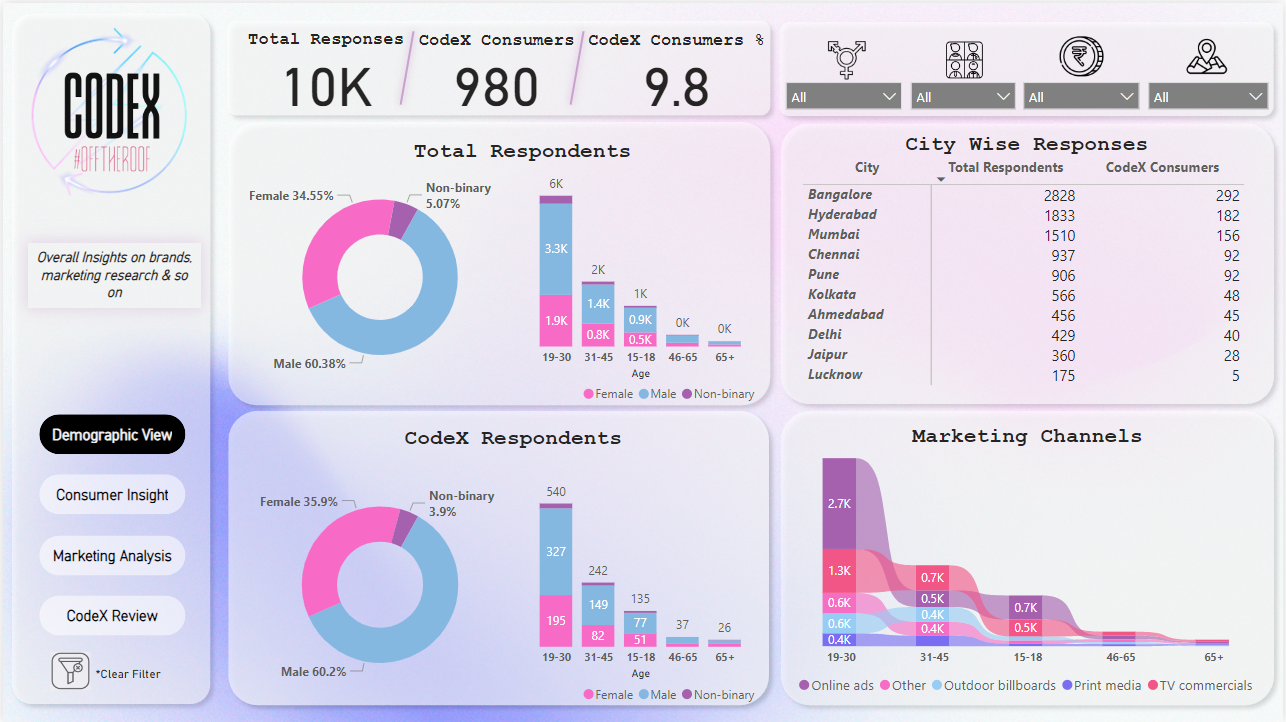 CODEX
#OFFTHEROOF
Overall Insights on brands,
marketing research & so
on
Demographic View
Consumer Insight
Marketing Analysis
CodeX Review
*Clear Filter
Total Responses
10K
CodeX Consumers
980
CodeX Consumers %
9.8
All
All
All
All
Total Respondents
Female 34.55%
Non-binary
5.07%
Male 60.38%
6K
3.3K
1.9K
2K
1.4K
0.8K
1K
0.9K
0.5K
0K
0K
19-30 31-45 15-18 46-65 65+
Age
Female Male Non-binary
City Wise Responses
City Total Respondents CodeX Consumers
Bangalore 2828 292
Hyderabad 1833 182
Mumbai 1510 156
Chennai 937 92
Pune 906 92
Kolkata 566 48
Ahmedabad 456 45
Delhi 429 40
Jaipur 360 28
Lucknow 175 5
CodeX Respondents
Female 35.9%
Non-binary
3.9%
Male 60.2%
540
327
195
242
149
82
135
77
51
37
26
19-30 31-45 15-18 46-65 65+
Age
Female Male Non-binary
Marketing Channels
2.7K
1.3K
0.6K
0.6K
0.4K
0.7K
0.5K
0.4K
0.4K
0.7K
0.5K
19-30 31-45 15-18 46-65 65+
Online ads Other Outdoor billboards Print media TV commercials